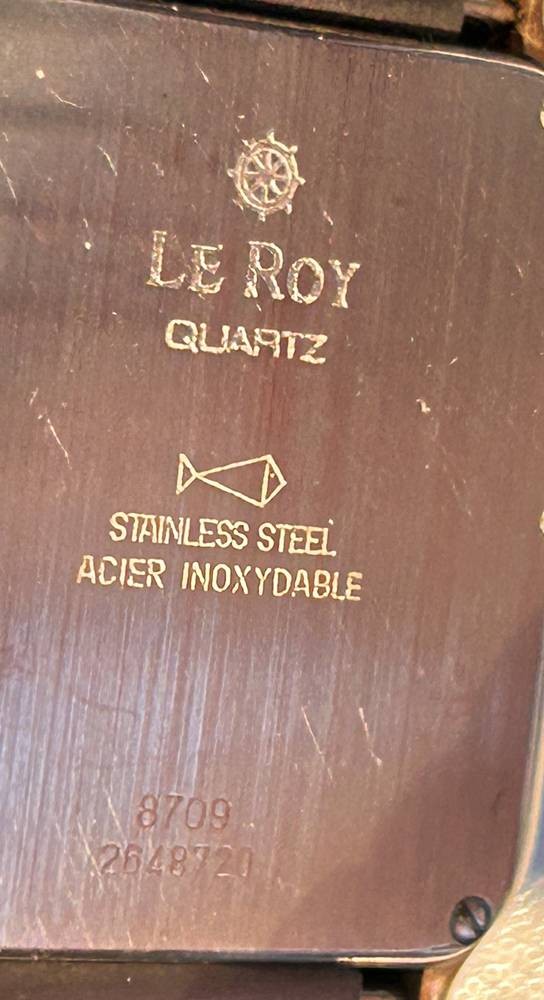 LE ROY
QUARTZ
STAINLESS STEEL
ACIER INOXYDABLE
8709
2648720